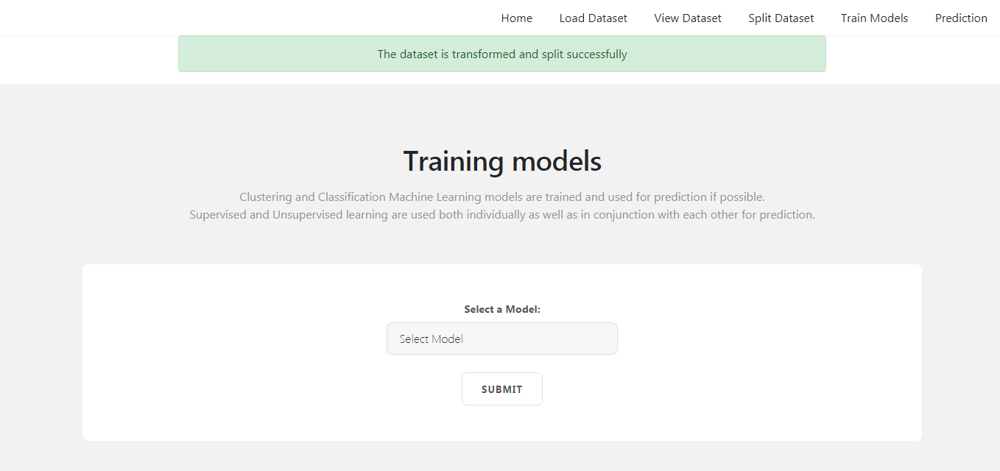 Home Load Dataset View Dataset Split Dataset Train Models Prediction
The dataset is transformed and split successfully
Training models
Clustering and Classification Machine Learning models are trained and used for prediction if possible.
Supervised and Unsupervised learning are used both individually as well as in conjunction with each other for prediction.
Select a Model:
Select Model
SUBMIT